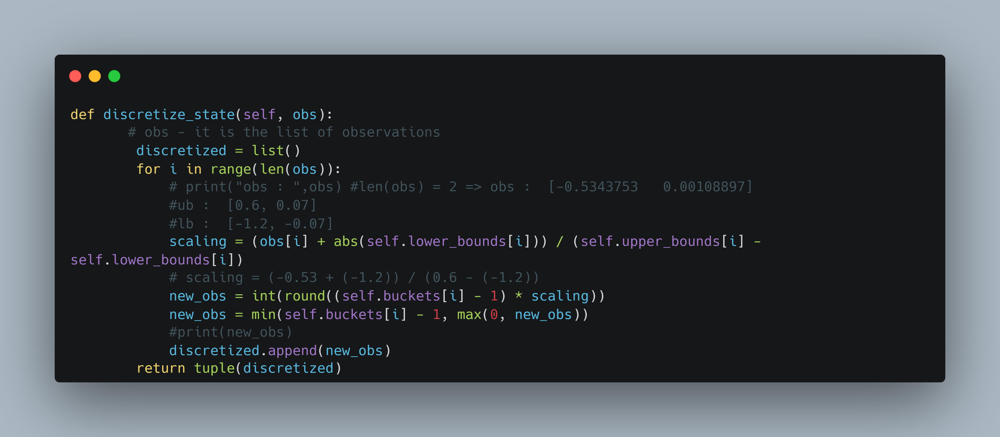 def discretize_state(self, obs):
       # obs - it is the list of observations
        discretized = list()
        for i in range(len(obs)):
            # print("obs : ",obs) #len(obs) = 2 => obs :  [-0.5343753   0.00108897]
            #ub :  [0.6, 0.07]
            #lb :  [-1.2, -0.07]
            scaling = (obs[i] + abs(self.lower_bounds[i])) / (self.upper_bounds[i] -
self.lower_bounds[i])
            # scaling = (-0.53 + (-1.2)) / (0.6 - (-1.2))
            new_obs = int(round((self.buckets[i] - 1) * scaling))
            new_obs = min(self.buckets[i] - 1, max(0, new_obs))
            #print(new_obs)
            discretized.append(new_obs)
        return tuple(discretized)